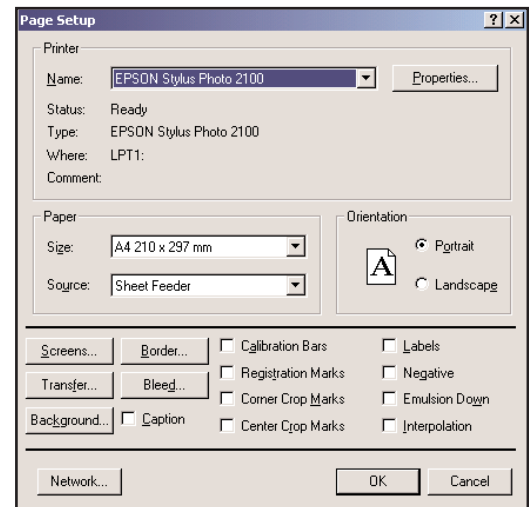 Page Setup
Printer
Name: EPSON Stylus Photo 2100 Properties...
Status: Ready
Type: EPSON Stylus Photo 2100
Where: LPT1:
Comment:
Paper
Size: A4 210 x 297 mm
Source: Sheet Feeder
Orientation
A
Portrait
Landscape
Screens... Border... Calibration Bars Labels
Transfer... Bleed... Registration Marks Negative
Corner Crop Marks Emulsion Down
Background... Caption Center Crop Marks Interpolation
Network... OK Cancel